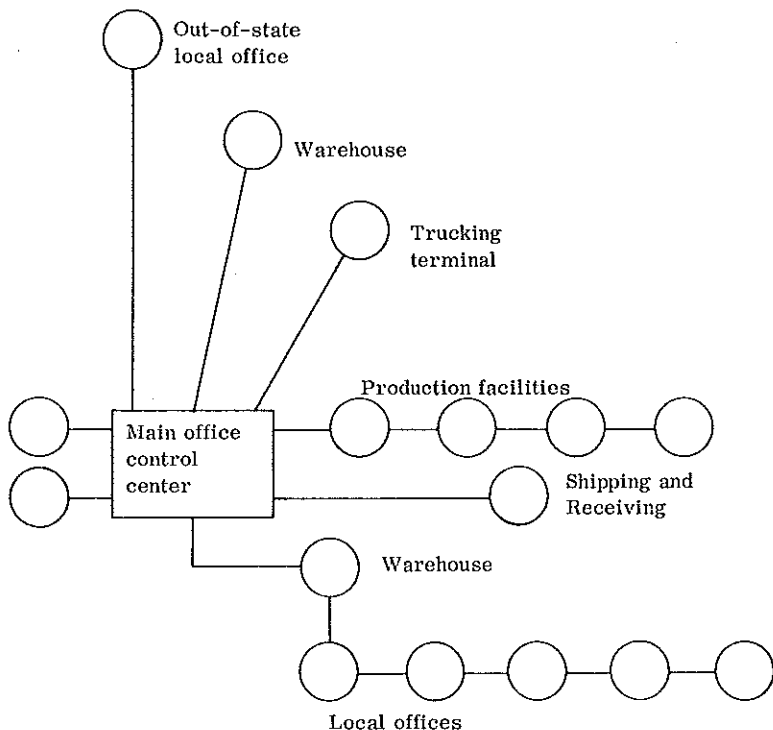 Out-of-state
local office
Warehouse
Trucking
terminal
Production facilities
Main office
control
center
Shipping and
Receiving
Warehouse
Local offices